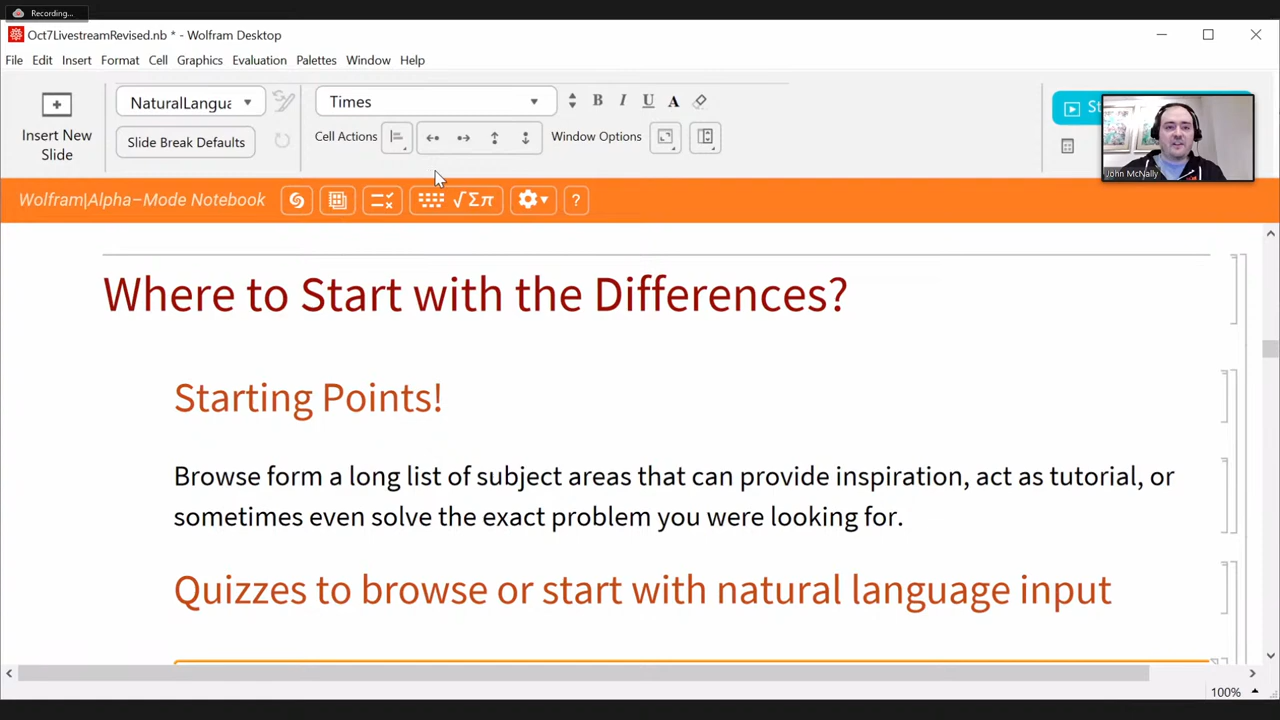 Recording...
Oct7LivestreamRevised.nb * - Wolfram Desktop
File Edit Insert Format Cell Graphics Evaluation Palettes Window Help
Insert New
Slide
NaturalLangua
Slide Break Defaults
Times
B I U A
Cell Actions
Window Options
St
John McNally
Wolfram|Alpha-Mode Notebook
√Σπ
?
Where to Start with the Differences?
Starting Points!
Browse form a long list of subject areas that can provide inspiration, act as tutorial, or
sometimes even solve the exact problem you were looking for.
Quizzes to browse or start with natural language input
100%